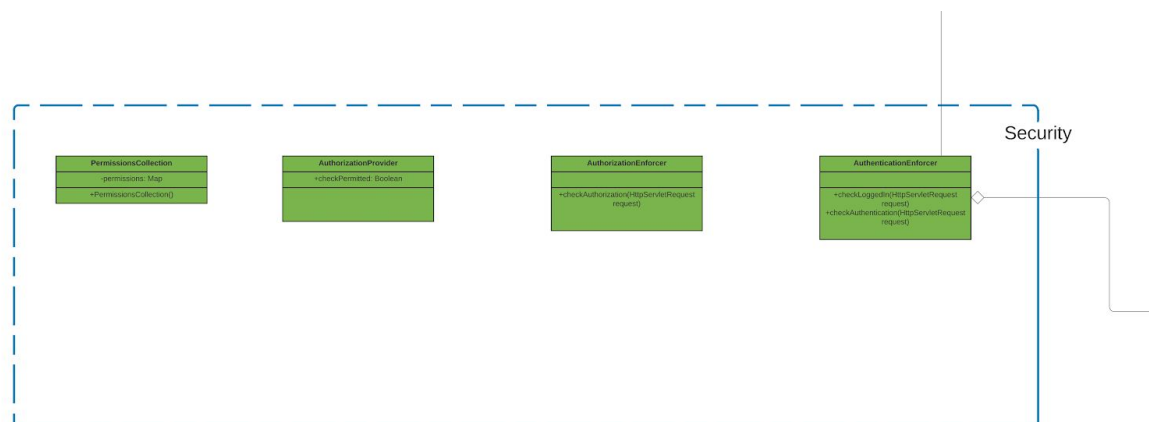 Security
PermissionsCollection
-permissions: Map
+PermissionsCollection()
AuthorizationProvider
+checkPermitted: Boolean
AuthorizationEnforcer
+checkAuthorization(HttpServletRequest
request)
AuthenticationEnforcer
+checkLoggedIn(HttpServletRequest
request)
+checkAuthentication(HttpServletRequest
request)